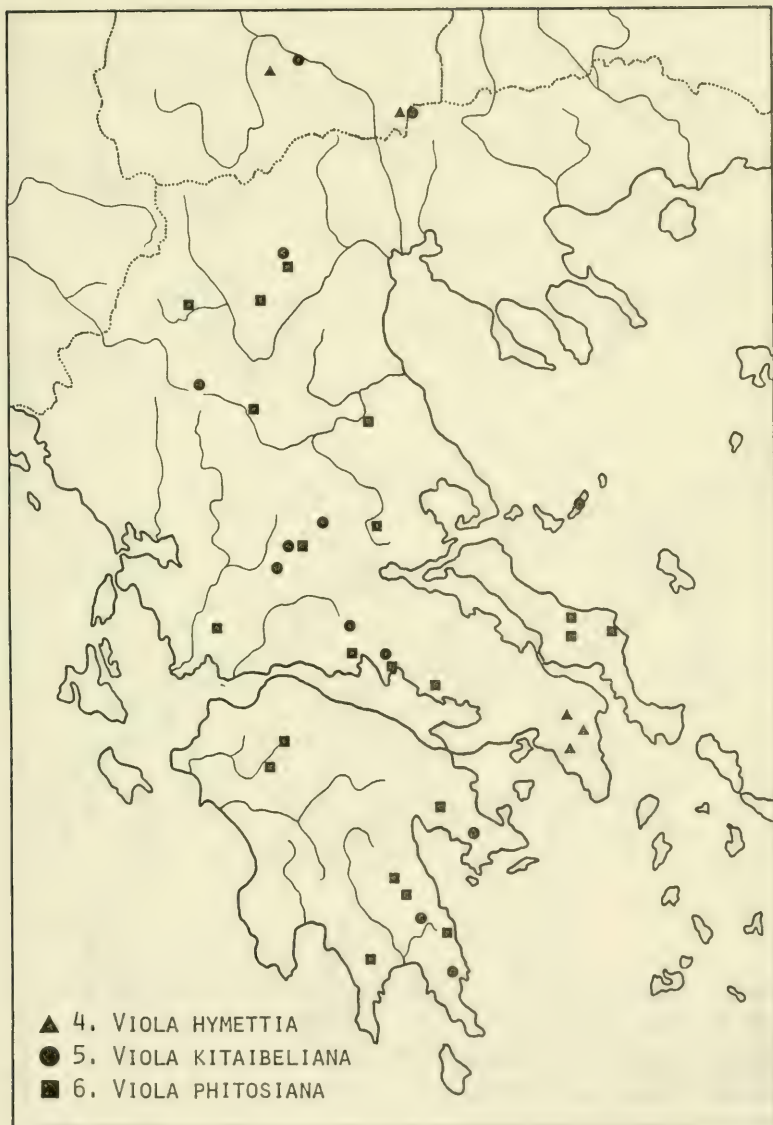 ▲ 4. VIOLA HYMETTIA
● 5. VIOLA KITAIBELIANA
■ 6. VIOLA PHITOSIANA